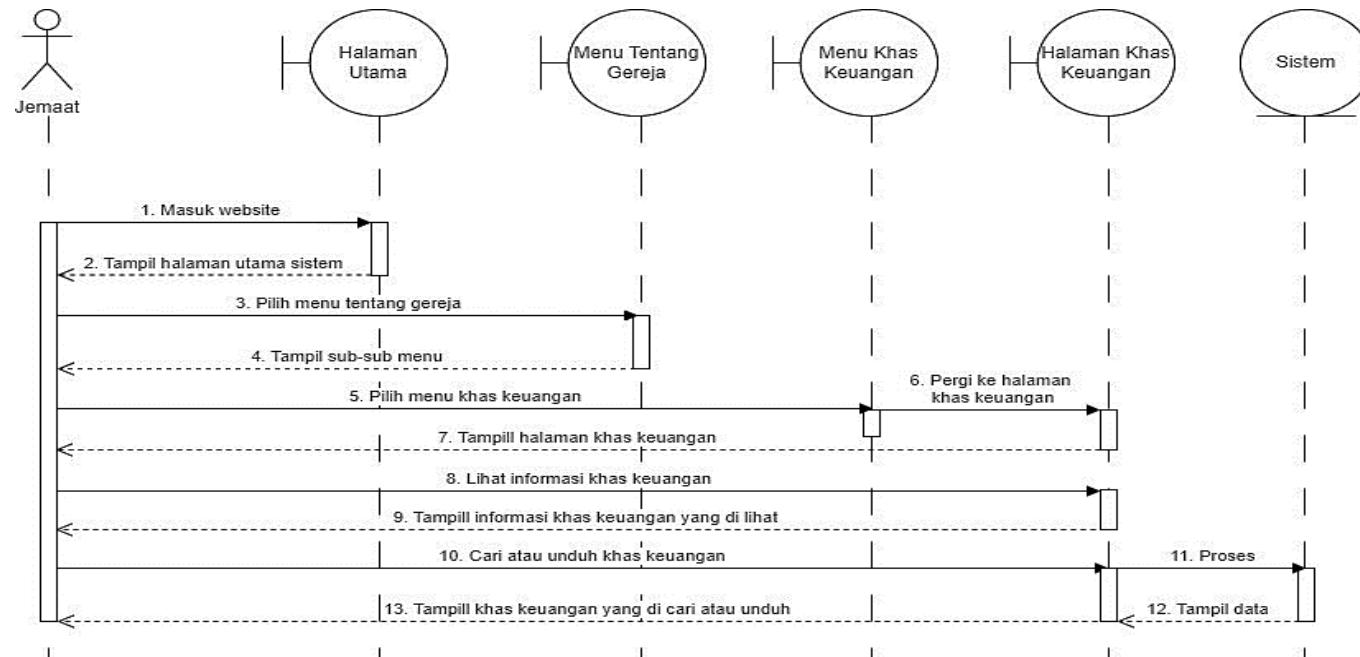 Jemaat
Halaman
Utama
Menu Tentang
Gereja
Menu Khas
Keuangan
Halaman Khas
Keuangan
Sistem
1. Masuk website
2. Tampil halaman utama sistem
3. Pilih menu tentang gereja
4. Tampil sub-sub menu
5. Pilih menu khas keuangan
6. Pergi ke halaman
khas keuangan
7. Tampill halaman khas keuangan
8. Lihat informasi khas keuangan
9. Tampill informasi khas keuangan yang di lihat
10. Cari atau unduh khas keuangan
11. Proses
12. Tampil data
13. Tampill khas keuangan yang di cari atau unduh